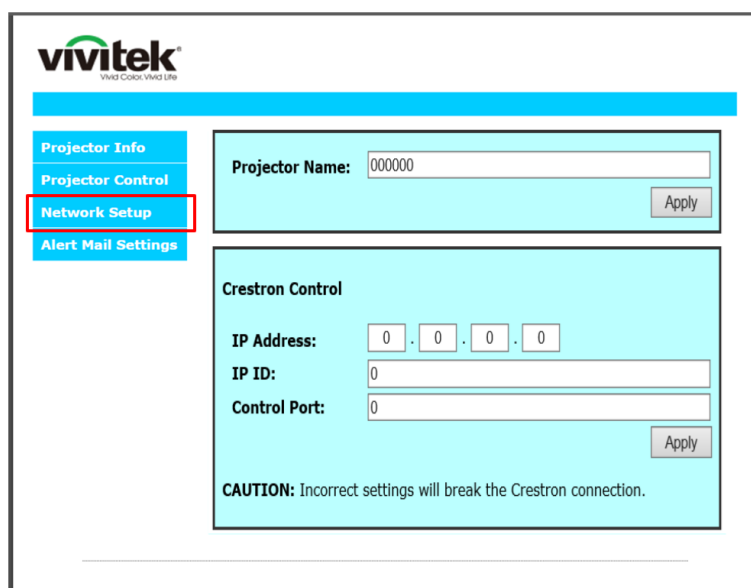 vivitek
Vivid Color, Vivid Life
Projector Info
Projector Control
Network Setup
Alert Mail Settings
Projector Name: 000000
Apply
Crestron Control
IP Address: 0 . 0 . 0 . 0
IP ID: 0
Control Port: 0
Apply
CAUTION: Incorrect settings will break the Crestron connection.